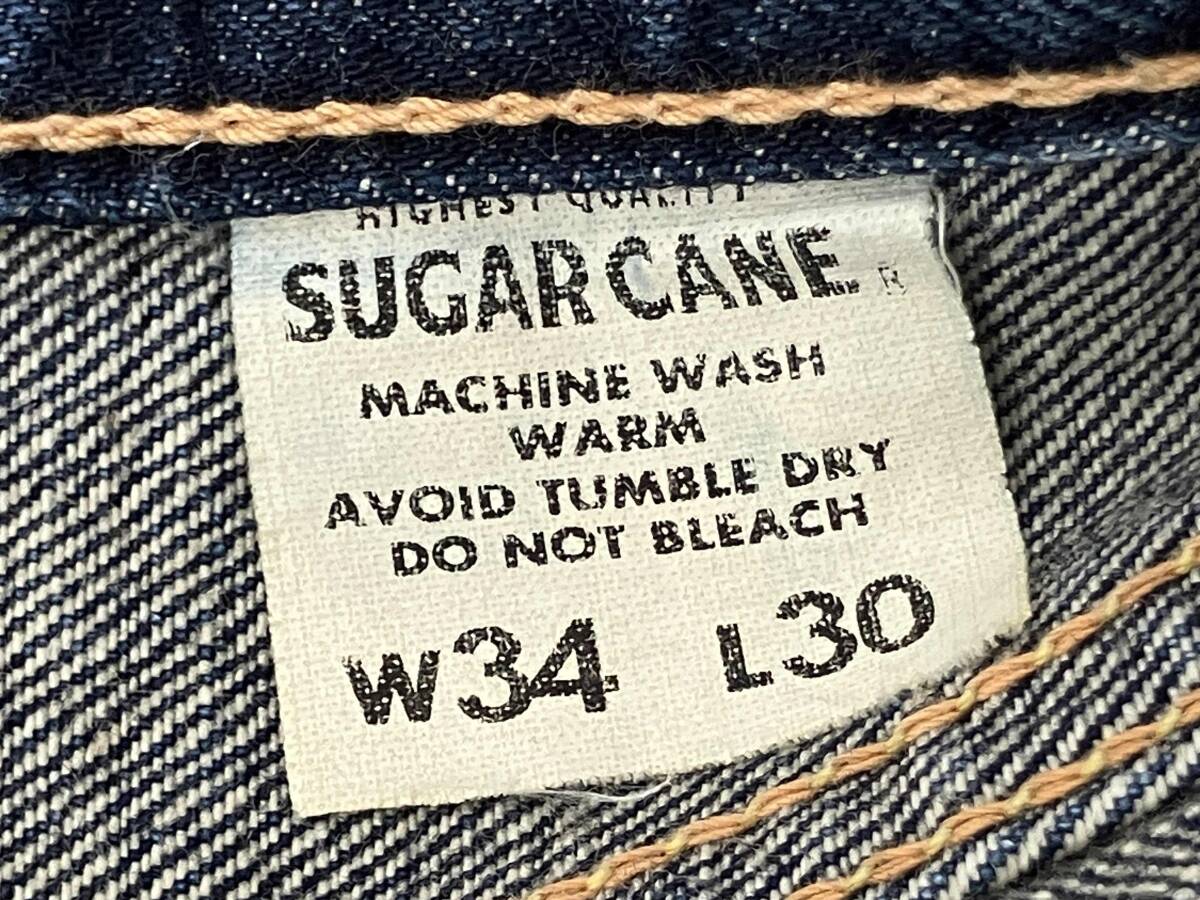 HIGHEST QUALITY
SUGAR CANE ®
MACHINE WASH
WARM
AVOID TUMBLE DRY
DO NOT BLEACH
W34 L30